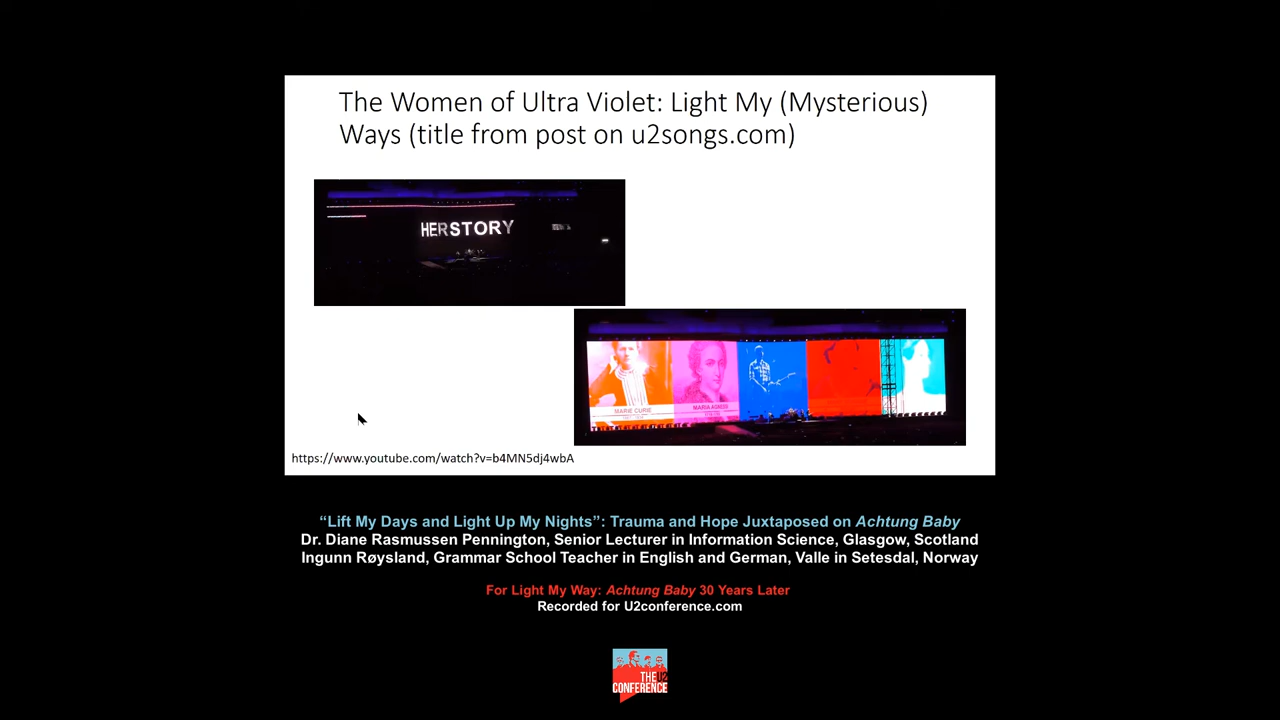 The Women of Ultra Violet: Light My (Mysterious)
Ways (title from post on u2songs.com)
HERSTORY
MARIE CURIE
MARIA AGNESI
https://www.youtube.com/watch?v=b4MN5dj4wbA
“Lift My Days and Light Up My Nights”: Trauma and Hope Juxtaposed on Achtung Baby
Dr. Diane Rasmussen Pennington, Senior Lecturer in Information Science, Glasgow, Scotland
Ingunn Røysland, Grammar School Teacher in English and German, Valle in Setesdal, Norway
For Light My Way: Achtung Baby 30 Years Later
Recorded for U2conference.com
THE U2
CONFERENCE